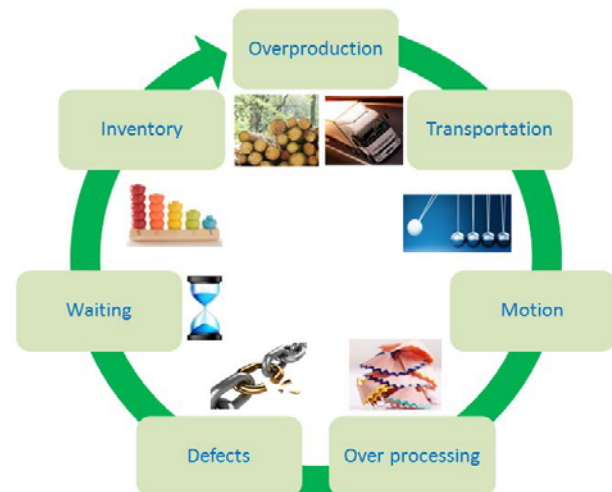 Overproduction
Transportation
Motion
Over processing
Defects
Waiting
Inventory